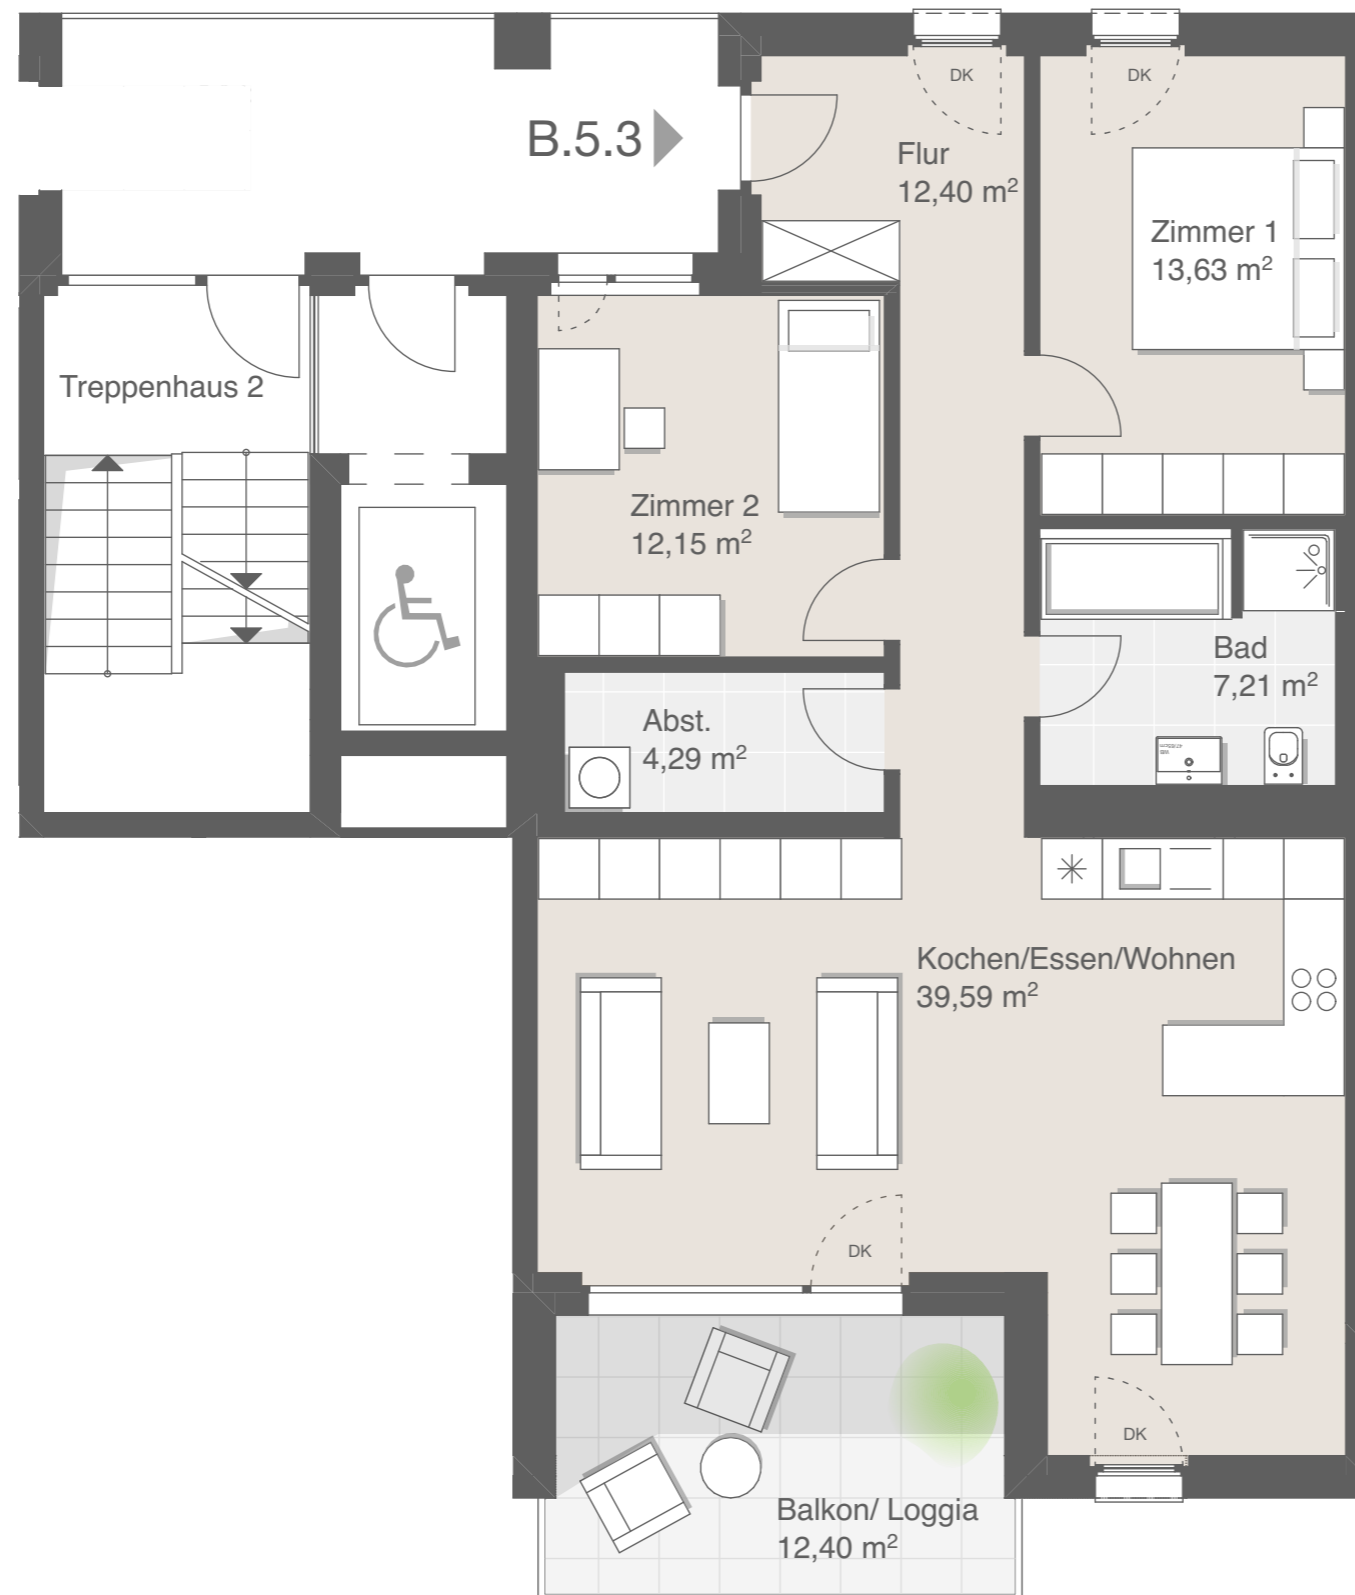 DK
DK
B.5.3
Flur
12,40 m²
Zimmer 1
13,63 m²
Treppenhaus 2
Zimmer 2
12,15 m²
Bad
7,21 m²
Abst.
4,29 m²
Kochen/Essen/Wohnen
39,59 m²
DK
DK
Balkon/ Loggia
12,40 m²